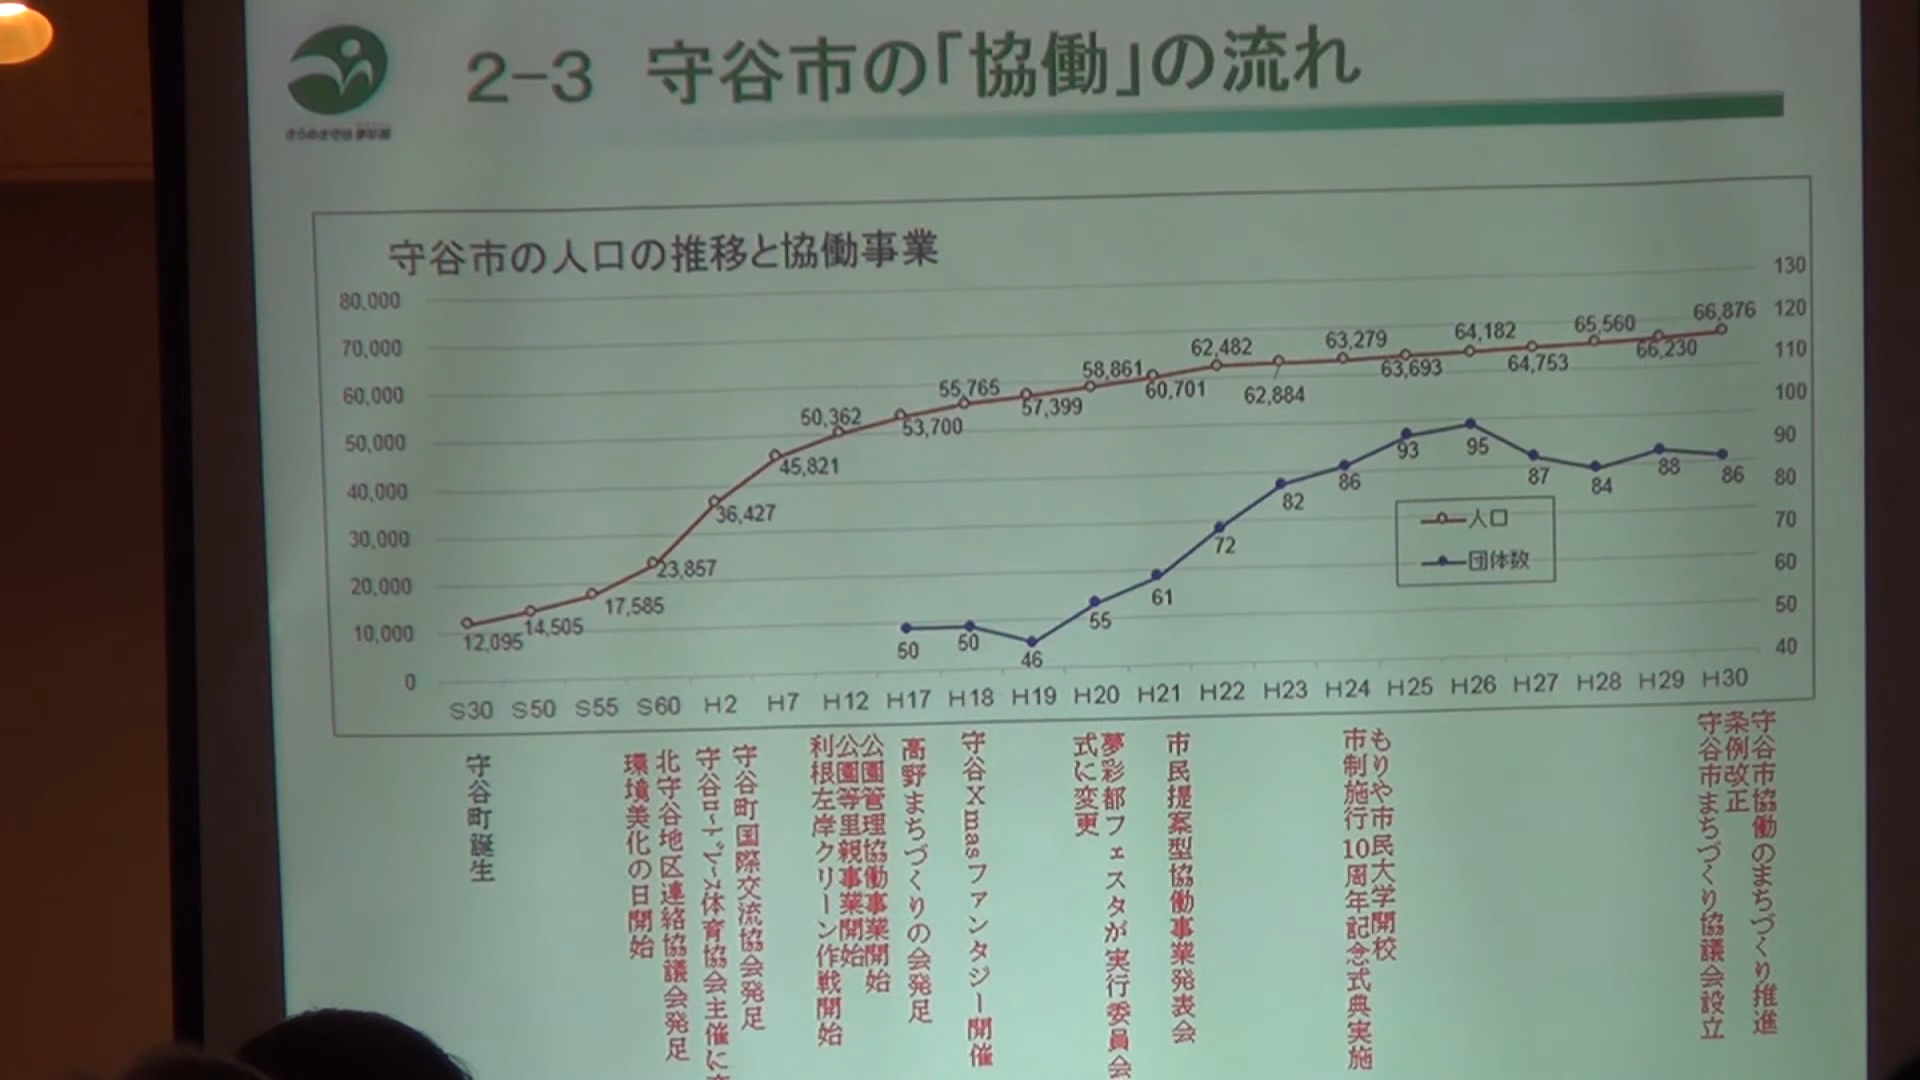 2-3 守谷市の「協働」の流れ
きらめき守谷 夢彩都
守谷市の人口の推移と協働事業
80,000
70,000
60,000
50,000
40,000
30,000
20,000
10,000
0
130
120
110
100
90
80
70
60
50
40
12,095
14,505
17,585
23,857
36,427
45,821
50,362
53,700
55,765
57,399
58,861
60,701
62,482
62,884
63,279
63,693
64,182
64,753
65,560
66,230
66,876
50
50
46
55
61
72
82
86
93
95
87
84
88
86
人口
団体数
S30 S50 S55 S60 H2 H7 H12 H17 H18 H19 H20 H21 H22 H23 H24 H25 H26 H27 H28 H29 H30
守谷町誕生
環境美化の日開始
北守谷地区連絡協議会発足
守谷ロードレース体育協会主催に
守谷町国際交流協会発足
利根左岸クリーン作戦開始
公園等里親事業開始
公園管理協働事業開始
高野まちづくりの会発足
守谷Xmasファンタジー開催
夢彩都フェスタが実行委員会
式に変更
市民提案型協働事業発表会
もりや市民大学開校
市制施行10周年記念式典実施
守谷市協働のまちづくり推進
条例改正
守谷市まちづくり協議会設立